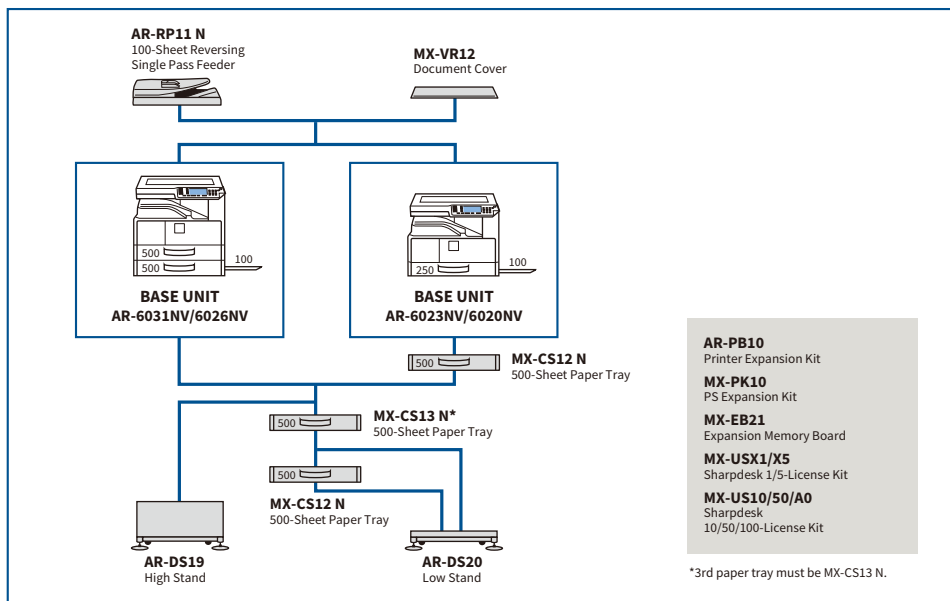 AR-RP11 N
100-Sheet Reversing
Single Pass Feeder
MX-VR12
Document Cover
500
500
100
BASE UNIT
AR-6031NV/6026NV
250
100
BASE UNIT
AR-6023NV/6020NV
500
MX-CS12 N
500-Sheet Paper Tray
500
MX-CS13 N*
500-Sheet Paper Tray
500
MX-CS12 N
500-Sheet Paper Tray
AR-DS19
High Stand
AR-DS20
Low Stand
AR-PB10
Printer Expansion Kit
MX-PK10
PS Expansion Kit
MX-EB21
Expansion Memory Board
MX-USX1/X5
Sharpdesk 1/5-License Kit
MX-US10/50/A0
Sharpdesk
10/50/100-License Kit
*3rd paper tray must be MX-CS13 N.